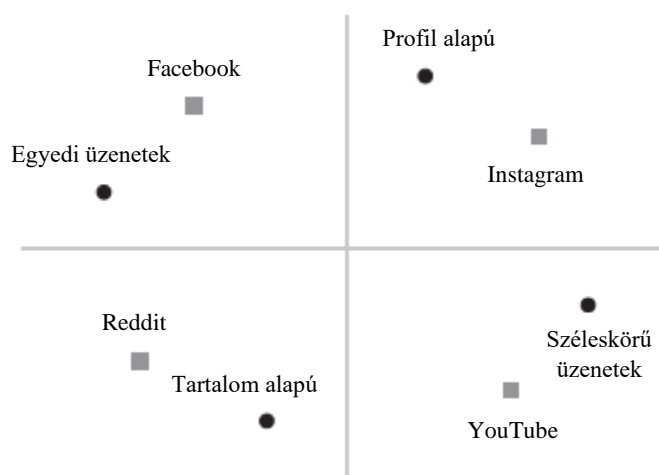 Profil alapú
Facebook
Egyedi üzenetek
Instagram
Reddit
Széleskörű
üzenetek
Tartalom alapú
YouTube